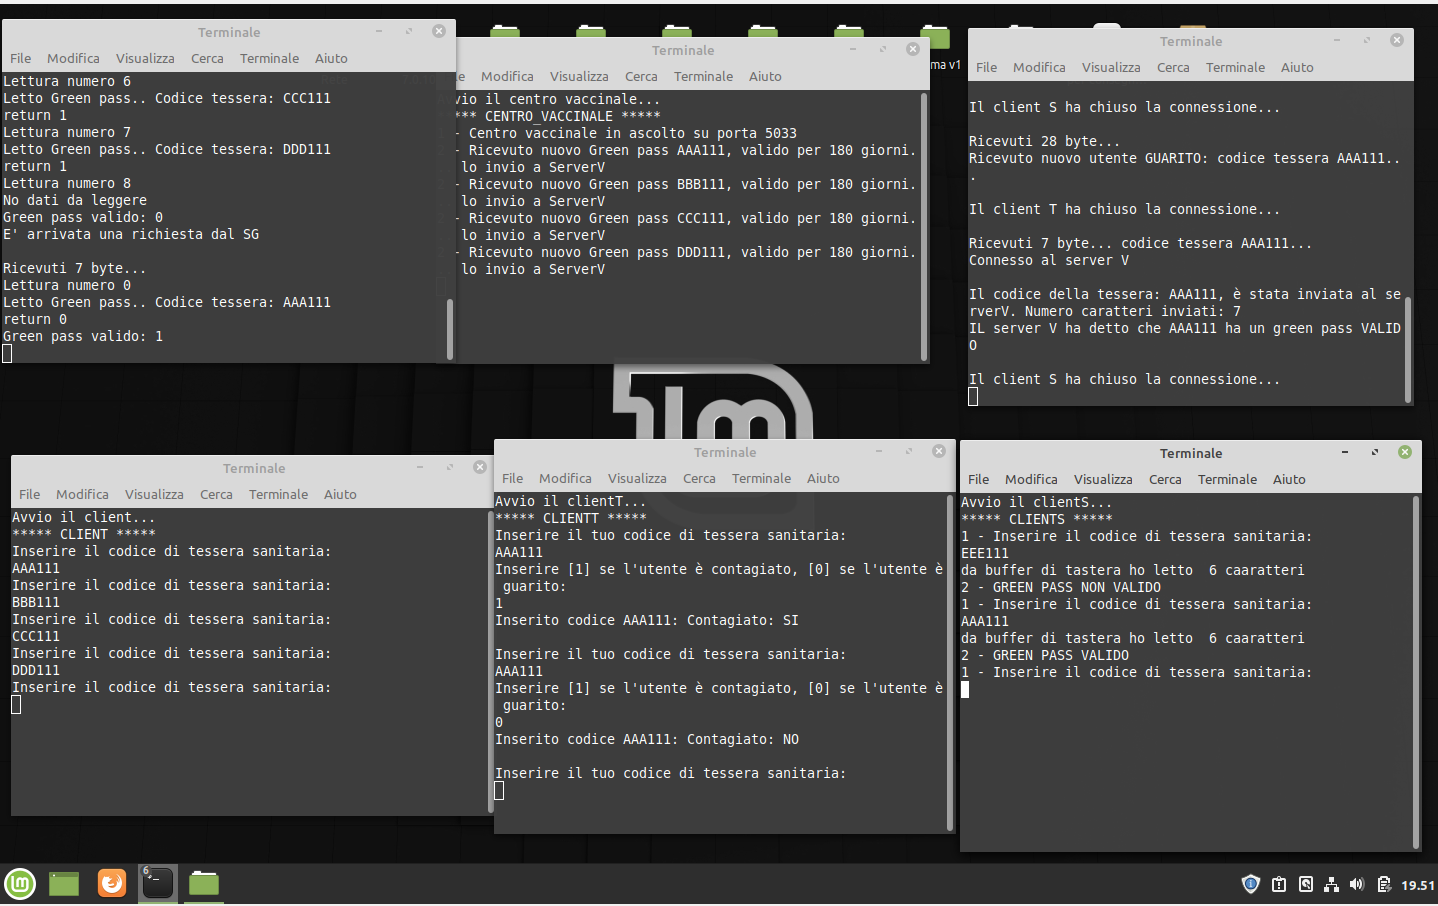 Terminale
File Modifica Visualizza Cerca Terminale Aiuto
Lettura numero 6
Letto Green pass.. Codice tessera: CCC111
return 1
Lettura numero 7
Letto Green pass.. Codice tessera: DDD111
return 1
Lettura numero 8
No dati da leggere
Green pass valido: 0
E' arrivata una richiesta dal SG
Ricevuti 7 byte...
Lettura numero 0
Letto Green pass.. Codice tessera: AAA111
return 0
Green pass valido: 1
Terminale
le Modifica Visualizza Cerca Terminale Aiuto
vio il centro vaccinale...
*** CENTRO_VACCINALE *****
- Centro vaccinale in ascolto su porta 5033
- Ricevuto nuovo Green pass AAA111, valido per 180 giorni.
lo invio a ServerV
- Ricevuto nuovo Green pass BBB111, valido per 180 giorni.
lo invio a ServerV
- Ricevuto nuovo Green pass CCC111, valido per 180 giorni.
lo invio a ServerV
- Ricevuto nuovo Green pass DDD111, valido per 180 giorni.
lo invio a ServerV
ma v1
Terminale
File Modifica Visualizza Cerca Terminale Aiuto
Il client S ha chiuso la connessione...
Ricevuti 28 byte...
Ricevuto nuovo utente GUARITO: codice tessera AAA111..
.
Il client T ha chiuso la connessione...
Ricevuti 7 byte... codice tessera AAA111...
Connesso al server V
Il codice della tessera: AAA111, è stata inviata al se
rverV. Numero caratteri inviati: 7
IL server V ha detto che AAA111 ha un green pass VALID
O
Il client S ha chiuso la connessione...
Terminale
File Modifica Visualizza Cerca Terminale Aiuto
Avvio il client...
***** CLIENT *****
Inserire il codice di tessera sanitaria:
AAA111
Inserire il codice di tessera sanitaria:
BBB111
Inserire il codice di tessera sanitaria:
CCC111
Inserire il codice di tessera sanitaria:
DDD111
Inserire il codice di tessera sanitaria:
Terminale
File Modifica Visualizza Cerca Terminale Aiuto
Avvio il clientT...
***** CLIENTT *****
Inserire il tuo codice di tessera sanitaria:
AAA111
Inserire [1] se l'utente è contagiato, [0] se l'utente è
guarito:
1
Inserito codice AAA111: Contagiato: SI
Inserire il tuo codice di tessera sanitaria:
AAA111
Inserire [1] se l'utente è contagiato, [0] se l'utente è
guarito:
0
Inserito codice AAA111: Contagiato: NO
Inserire il tuo codice di tessera sanitaria:
Terminale
File Modifica Visualizza Cerca Terminale Aiuto
Avvio il clientS...
***** CLIENTS *****
1 - Inserire il codice di tessera sanitaria:
EEE111
da buffer di tastera ho letto  6 caaratteri
2 - GREEN PASS NON VALIDO
1 - Inserire il codice di tessera sanitaria:
AAA111
da buffer di tastera ho letto  6 caaratteri
2 - GREEN PASS VALIDO
1 - Inserire il codice di tessera sanitaria:
6
19.51